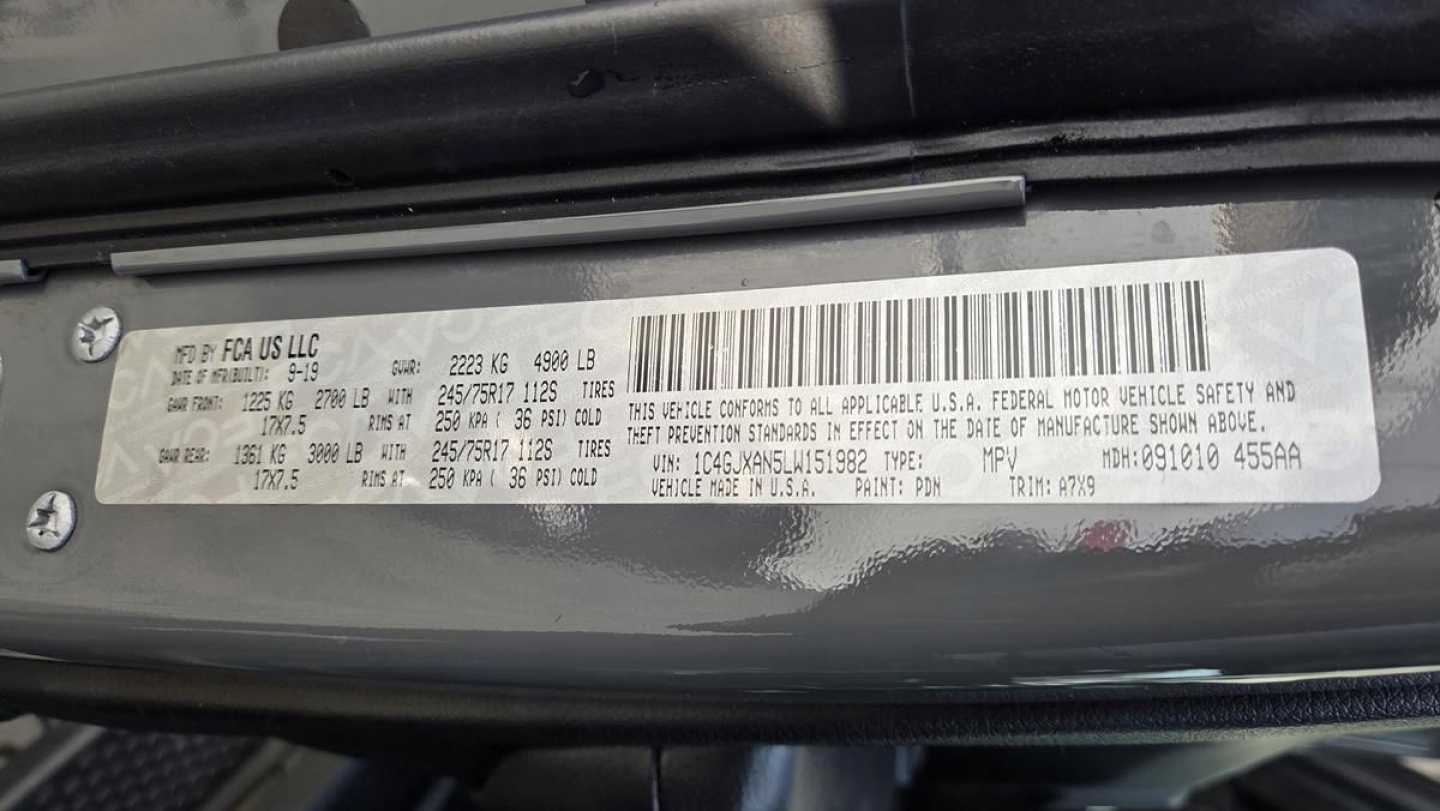 MFD BY FCA US LLC
DATE OF MFR(BUILT): 9-19 GVWR: 2223 KG 4900 LB
GAWR FRONT: 1225 KG 2700 LB WITH 245/75R17 112S TIRES
17X7.5 RIMS AT 250 KPA ( 36 PSI) COLD
GAWR REAR: 1361 KG 3000 LB WITH 245/75R17 112S TIRES
17X7.5 RIMS AT 250 KPA ( 36 PSI) COLD
THIS VEHICLE CONFORMS TO ALL APPLICABLE U.S.A. FEDERAL MOTOR VEHICLE SAFETY AND
THEFT PREVENTION STANDARDS IN EFFECT ON THE DATE OF MANUFACTURE SHOWN ABOVE.
VIN: 1C4GJXAN5LW151982 TYPE: MPV MDH:091010 455AA
VEHICLE MADE IN U.S.A. PAINT: PDN TRIM: A7X9